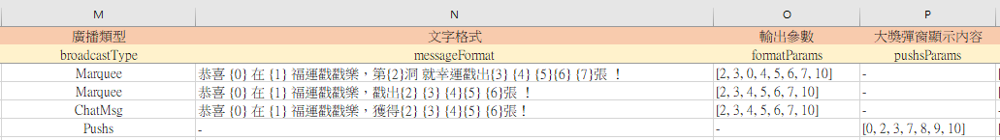 M N O P
廣播類型 文字格式 輸出參數 大獎彈窗顯示內容
broadcastType messageFormat formatParams pushsParams
Marquee 恭喜 {0} 在 {1} 福運戳戳樂，第{2}洞 就幸運戳出{3} {4} {5}{6} {7}張 ！ [2, 3, 0, 4, 5, 6, 7, 10] -
Marquee 恭喜 {0} 在 {1} 福運戳戳樂，戳出{2} {3} {4}{5} {6}張 ！ [2, 3, 4, 5, 6, 7, 10] -
ChatMsg 恭喜 {0} 在 {1} 福運戳戳樂，獲得{2} {3} {4}{5} {6}張！ [2, 3, 4, 5, 6, 7, 10] -
Pushs - - [0, 2, 3, 7, 8, 9, 10]